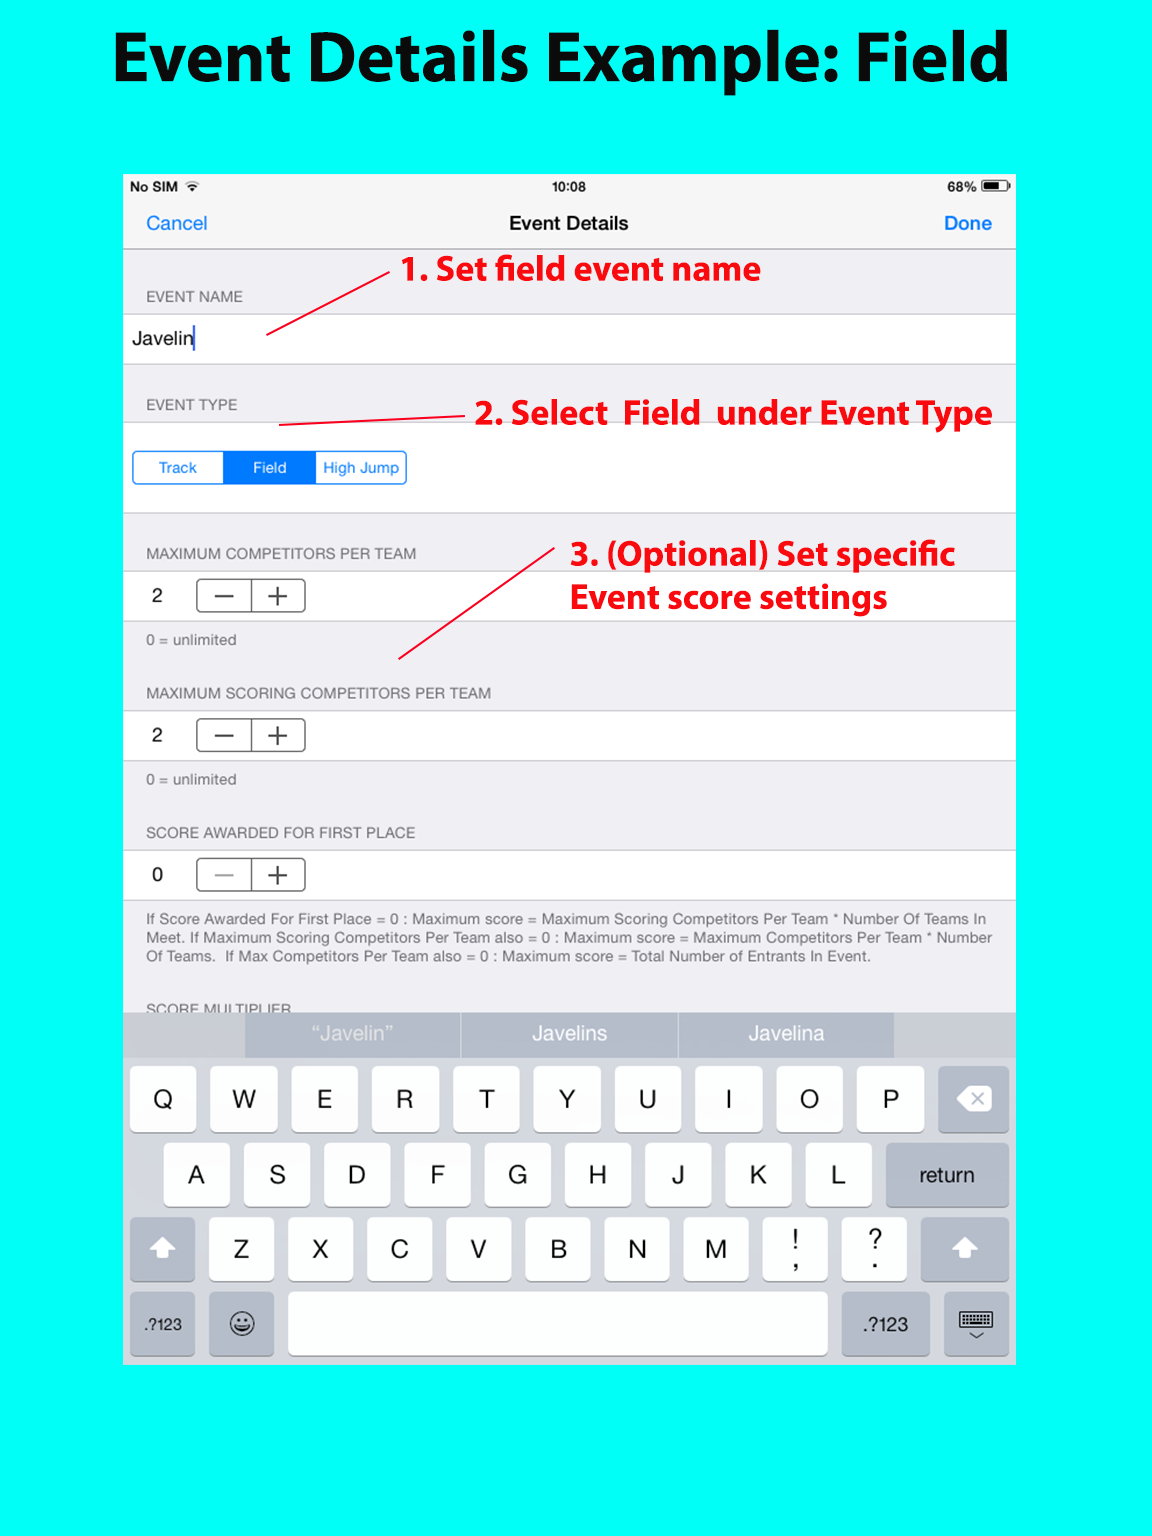 Event Details Example: Field
No SIM 10:08 68%
Cancel Event Details Done
1. Set field event name
EVENT NAME
Javelin
EVENT TYPE
2. Select Field under Event Type
Track Field High Jump
MAXIMUM COMPETITORS PER TEAM
3. (Optional) Set specific
Event score settings
2 — +
0 = unlimited
MAXIMUM SCORING COMPETITORS PER TEAM
2 — +
0 = unlimited
SCORE AWARDED FOR FIRST PLACE
0 — +
If Score Awarded For First Place = 0 : Maximum score = Maximum Scoring Competitors Per Team * Number Of Teams In
Meet. If Maximum Scoring Competitors Per Team also = 0 : Maximum score = Maximum Competitors Per Team * Number
Of Teams.  If Max Competitors Per Team also = 0 : Maximum score = Total Number of Entrants In Event.
SCORE MULTIPLIER
“Javelin” Javelins Javelina
Q W E R T Y U I O P
A S D F G H J K L return
Z X C V B N M ! , ? .
.?123 .?123